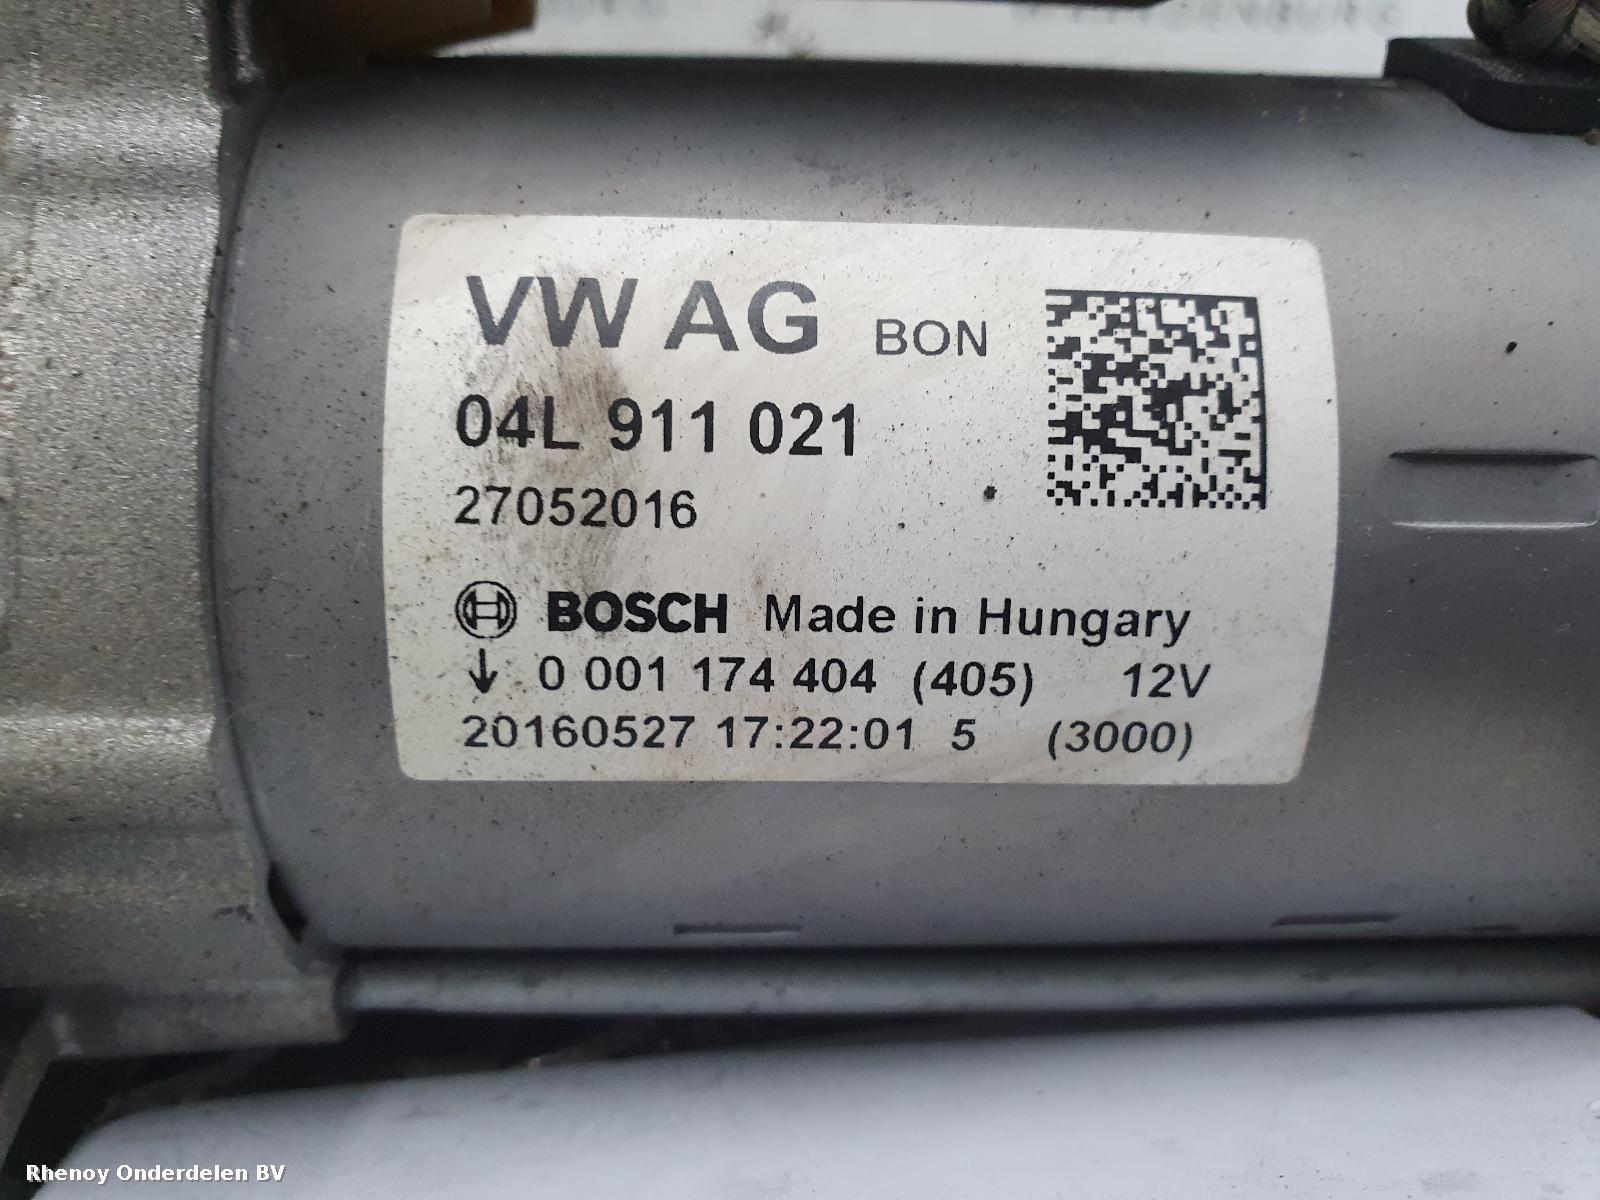 VW AG BON
04L 911 021
27052016
BOSCH Made in Hungary
↓ 0 001 174 404 (405) 12V
20160527 17:22:01 5 (3000)
Rhenoy Onderdelen BV